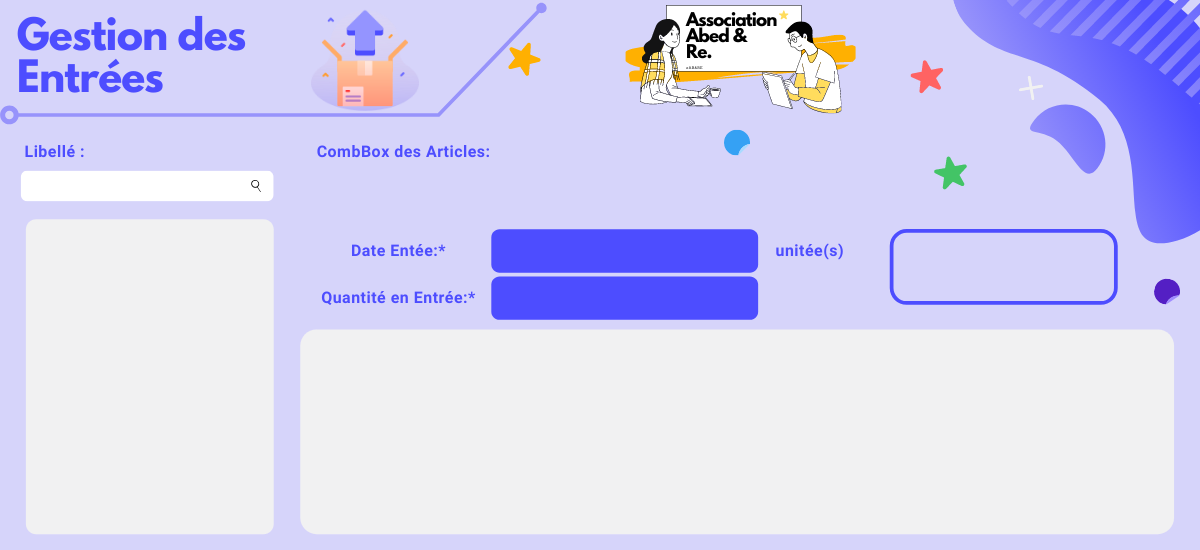 Gestion des
Entrées
Association
Abed &
Re.
Libellé :
CombBox des Articles:
Date Entée:*
unitée(s)
Quantité en Entrée:*